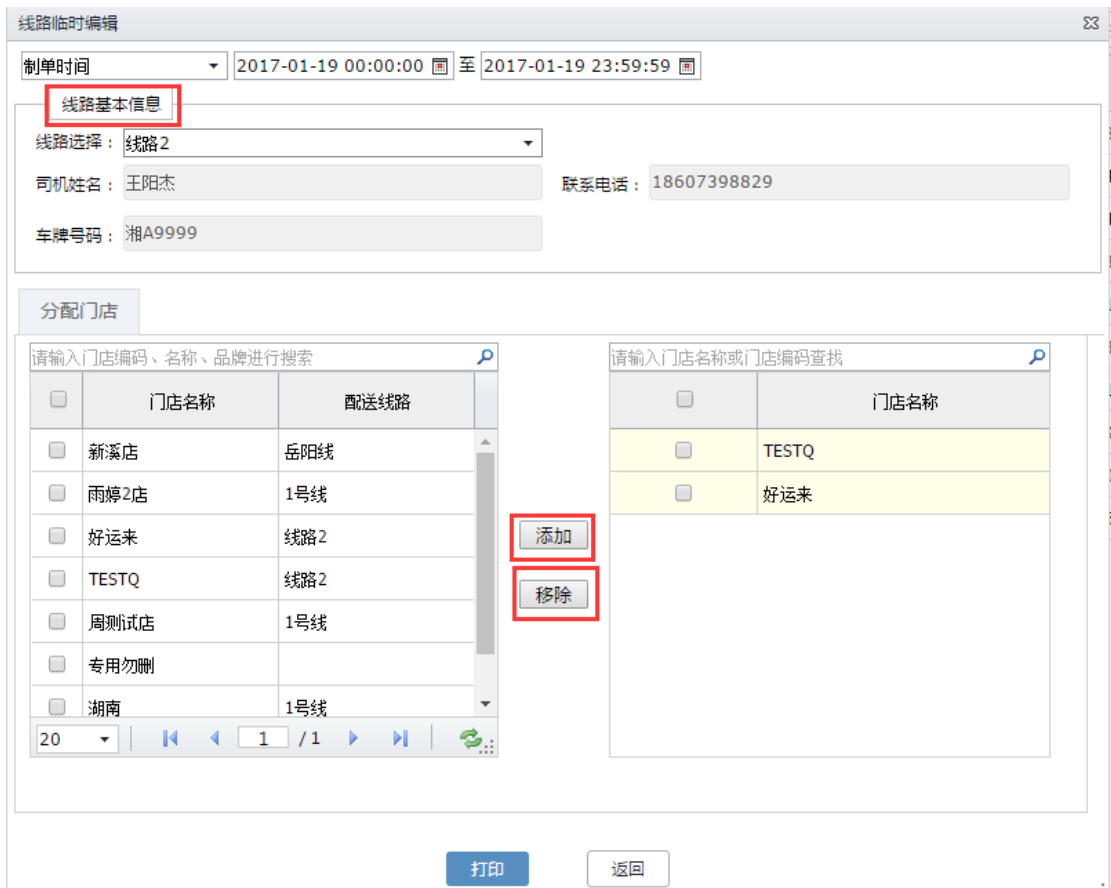 线路临时编辑
制单时间 2017-01-19 00:00:00 至 2017-01-19 23:59:59
线路基本信息
线路选择: 线路2
司机姓名: 王阳杰 联系电话: 18607398829
车牌号码: 湘A9999
分配门店
请输入门店编码、名称、品牌进行搜索 请输入门店名称或门店编码查找
门店名称 配送线路 门店名称
新溪店 岳阳线 TESTQ
雨婷2店 1号线 好运来
好运来 线路2 添加
TESTQ 线路2 移除
周测试店 1号线
专用勿删
湖南 1号线
20 1 /1
打印 返回